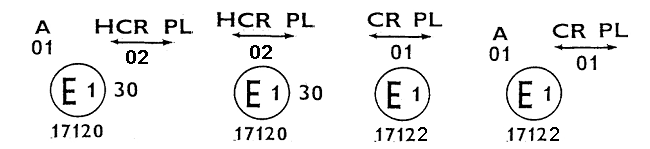 A HCR PL HCR PL CR PL A CR PL
01 02 02 01 01 01
E 1 30 E 1 30 E 1 E 1
17120 17120 17122 17122